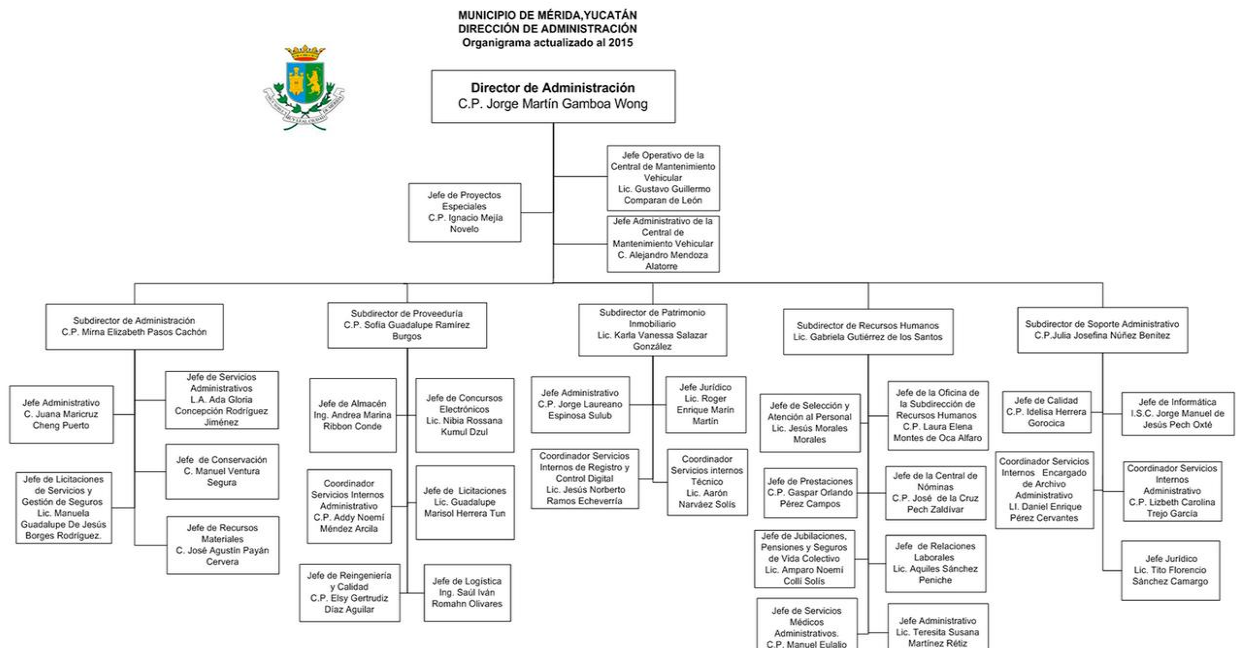 MUNICIPIO DE MÉRIDA,YUCATÁN
DIRECCIÓN DE ADMINISTRACIÓN
Organigrama actualizado al 2015
Director de Administración
C.P. Jorge Martín Gamboa Wong
Jefe Operativo de la
Central de Mantenimiento
Vehicular
Lic. Gustavo Guillermo
Comparan de León
Jefe de Proyectos
Especiales
C.P. Ignacio Mejía
Novelo
Jefe Administrativo de la
Central de
Mantenimiento Vehicular
C. Alejandro Mendoza
Alatorre
Subdirector de Administración
C.P. Mirna Elizabeth Pasos Cachón
Jefe de Servicios
Administrativos
L.A. Ada Gloria
Concepción Rodríguez
Jiménez
Jefe Administrativo
C. Juana Maricruz
Cheng Puerto
Jefe de Conservación
C. Manuel Ventura
Segura
Jefe de Licitaciones
de Servicios y
Gestión de Seguros
Lic. Manuela
Guadalupe De Jesús
Borges Rodríguez.
Jefe de Recursos
Materiales
C. José Agustín Payán
Cervera
Subdirector de Proveeduría
C.P. Sofía Guadalupe Ramírez
Burgos
Jefe de Almacén
Ing. Andrea Marina
Ribbon Conde
Jefe de Concursos
Electrónicos
Lic. Nibia Rossana
Kumul Dzul
Coordinador
Servicios Internos
Administrativo
C.P. Addy Noemí
Méndez Arcila
Jefe de Licitaciones
Lic. Guadalupe
Marisol Herrera Tun
Jefe de Reingeniería
y Calidad
C.P. Elsy Gertrudiz
Díaz Aguilar
Jefe de Logística
Ing. Saúl Iván
Romahn Olivares
Subdirector de Patrimonio
Inmobiliario
Lic. Karla Vanessa Salazar
González
Jefe Administrativo
C.P. Jorge Laureano
Espinosa Sulub
Jefe Jurídico
Lic. Roger
Enrique Marín
Martín
Coordinador Servicios
Internos de Registro y
Control Digital
Lic. Jesús Norberto
Ramos Echeverría
Coordinador
Servicios internos
Técnico
Lic. Aarón
Narváez Solís
Subdirector de Recursos Humanos
Lic. Gabriela Gutiérrez de los Santos
Jefe de Selección y
Atención al Personal
Lic. Jesús Morales
Morales
Jefe de la Oficina de
la Subdirección de
Recursos Humanos
C.P. Laura Elena
Montes de Oca Alfaro
Jefe de Prestaciones
C.P. Gaspar Orlando
Pérez Campos
Jefe de la Central de
Nóminas
C.P. José de la Cruz
Pech Zaldívar
Jefe de Jubilaciones,
Pensiones y Seguros
de Vida Colectivo
Lic. Amparo Noemí
Collí Solís
Jefe de Relaciones
Laborales
Lic. Aquiles Sánchez
Peniche
Jefe de Servicios
Médicos
Administrativos.
C.P. Manuel Eulalio
Jefe Administrativo
Lic. Teresita Susana
Martínez Rétiz
Subdirector de Soporte Administrativo
C.P.Julia Josefina Núñez Benitez
Jefe de Calidad
C.P. Idelisa Herrera
Gorocica
Jefe de Informática
I.S.C. Jorge Manuel de
Jesús Pech Oxté
Coordinador Servicios
Internos Encargado
de Archivo
Administrativo
LI. Daniel Enrique
Pérez Cervantes
Coordinador Servicios
Internos
Administrativo
C.P. Lizbeth Carolina
Trejo García
Jefe Jurídico
Lic. Tito Florencio
Sánchez Camargo